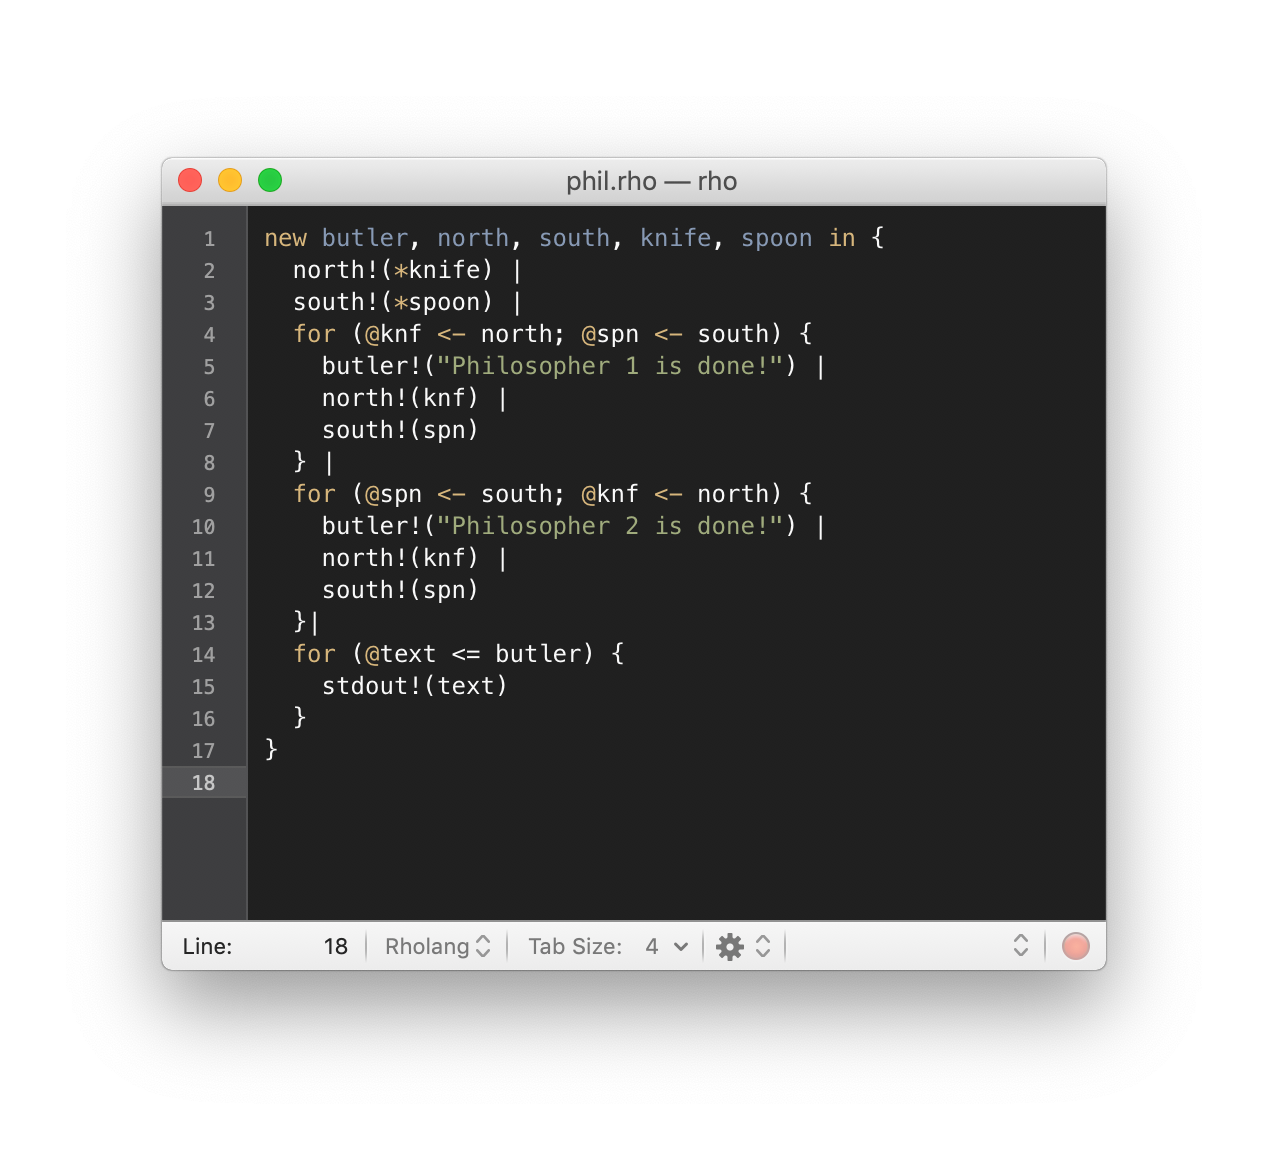 phil.rho — rho
1 new butler, north, south, knife, spoon in {
2   north!(*knife) |
3   south!(*spoon) |
4   for (@knf <- north; @spn <- south) {
5     butler!("Philosopher 1 is done!") |
6     north!(knf) |
7     south!(spn)
8   } |
9   for (@spn <- south; @knf <- north) {
10     butler!("Philosopher 2 is done!") |
11     north!(knf) |
12     south!(spn)
13   }|
14   for (@text <= butler) {
15     stdout!(text)
16   }
17 }
18
Line: 18 Rholang Tab Size: 4